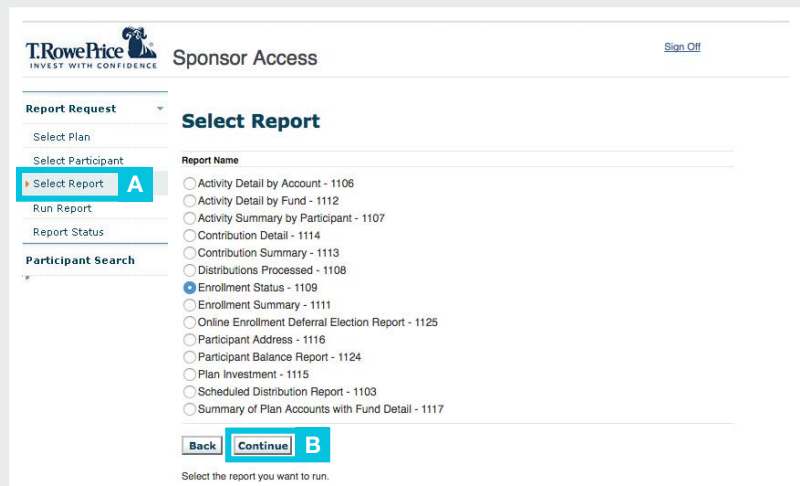 T.RowePrice
INVEST WITH CONFIDENCE
Sponsor Access
Sign Off
Report Request
Select Plan
Select Participant
Select Report A
Run Report
Report Status
Participant Search
Select Report
Report Name
Activity Detail by Account - 1106
Activity Detail by Fund - 1112
Activity Summary by Participant - 1107
Contribution Detail - 1114
Contribution Summary - 1113
Distributions Processed - 1108
Enrollment Status - 1109
Enrollment Summary - 1111
Online Enrollment Deferral Election Report - 1125
Participant Address - 1116
Participant Balance Report - 1124
Plan Investment - 1115
Scheduled Distribution Report - 1103
Summary of Plan Accounts with Fund Detail - 1117
Back Continue B
Select the report you want to run.